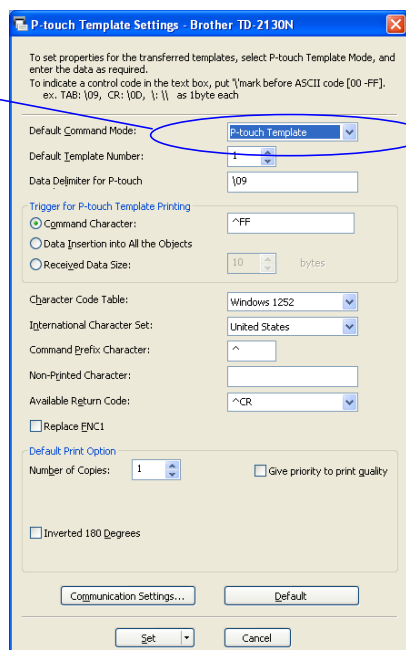 P-touch Template Settings - Brother TD-2130N
To set properties for the transferred templates, select P-touch Template Mode, and
enter the data as required.
To indicate a control code in the text box, put '\'mark before ASCII code [00 -FF].
ex. TAB: \09, CR: \0D, \: \\ as 1byte each
Default Command Mode: P-touch Template
Default Template Number: 1
Data Delimiter for P-touch \09
Trigger for P-touch Template Printing
Command Character: ^FF
Data Insertion into All the Objects
Received Data Size: 10 bytes
Character Code Table: Windows 1252
International Character Set: United States
Command Prefix Character: ^
Non-Printed Character:
Available Return Code: ^CR
Replace FNC1
Default Print Option
Number of Copies: 1 Give priority to print quality
Inverted 180 Degrees
Communication Settings... Default
Set Cancel